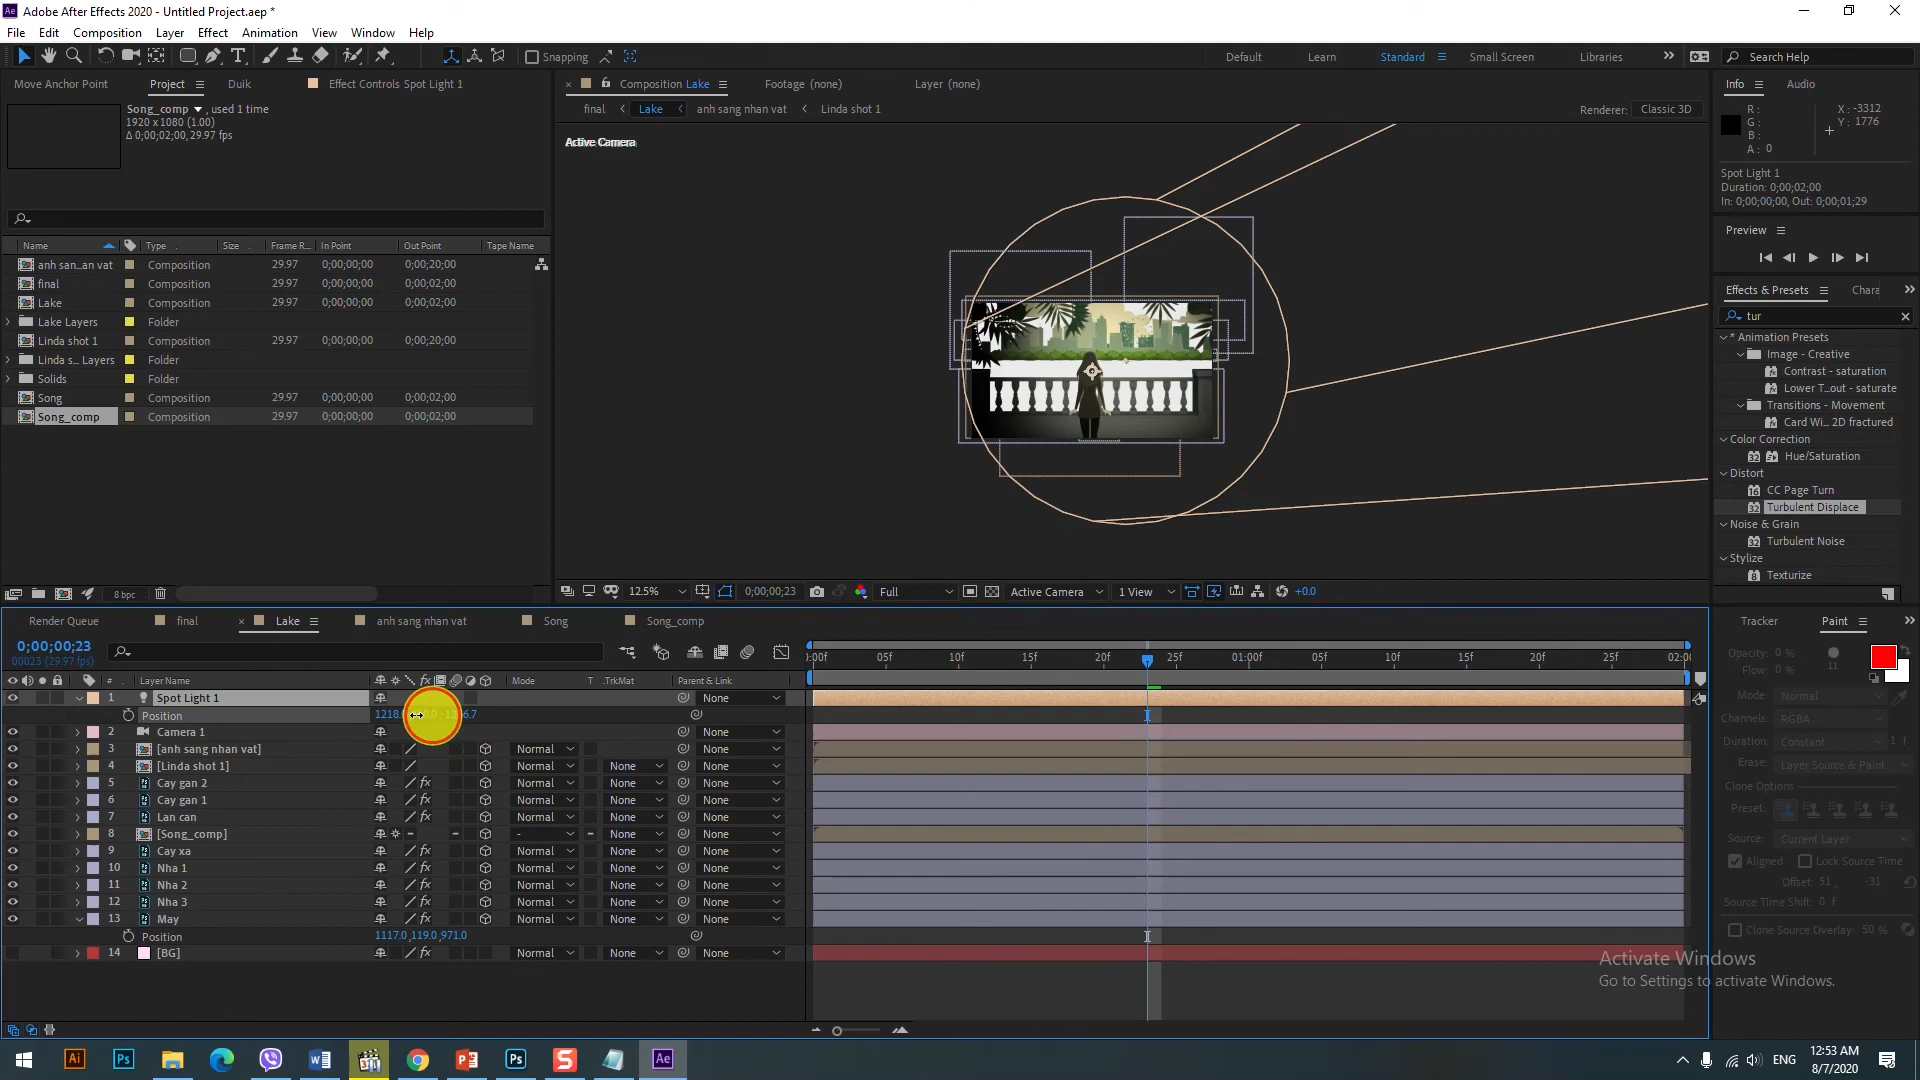 Adobe After Effects 2020 - Untitled Project.aep *
File Edit Composition Layer Effect Animation View Window Help
Snapping
Default Learn Standard Small Screen Libraries
Search Help
Move Anchor Point Project Duik Effect Controls Spot Light 1
Song_comp , used 1 time
1920 x 1080 (1.00)
Δ 0;00;02;00, 29.97 fps
Name Type Size Frame R... In Point Out Point Tape Name
anh san...an vat Composition 29.97 0;00;00;00 0;00;20;00
final Composition 29.97 0;00;00;00 0;00;02;00
Lake Composition 29.97 0;00;00;00 0;00;02;00
Lake Layers Folder
Linda shot 1 Composition 29.97 0;00;00;00 0;00;20;00
Linda s... Layers Folder
Solids Folder
Song Composition 29.97 0;00;00;00 0;00;02;00
Song_comp Composition 29.97 0;00;00;00 0;00;02;00
8 bpc
Composition Lake Footage (none) Layer (none)
final Lake anh sang nhan vat Linda shot 1
Renderer: Classic 3D
Active Camera
12.5% 0;00;00;23 Full Active Camera 1 View +0.0
Info Audio
R :
G :
B :
A : 0
X : -3312
Y : 1776
Spot Light 1
Duration: 0;00;02;00
In: 0;00;00;00, Out: 0;00;01;29
Preview
Effects & Presets Chara
tur
* Animation Presets
Image - Creative
Contrast - saturation
Lower T...out - saturate
Transitions - Movement
Card Wi... 2D fractured
Color Correction
Hue/Saturation
Distort
CC Page Turn
Turbulent Displace
Noise & Grain
Turbulent Noise
Stylize
Texturize
Render Queue final Lake anh sang nhan vat Song Song_comp
0;00;00;23
00023 (29.97 fps)
# Layer Name Mode T .TrkMat Parent & Link
:00f 05f 10f 15f 20f 25f 01:00f 05f 10f 15f 20f 25f 02:00
1 Spot Light 1 None
Position
2 Camera 1 None
3 [anh sang nhan vat] Normal None
4 [Linda shot 1] Normal None None
5 Cay gan 2 Normal None None
6 Cay gan 1 Normal None None
7 Lan can Normal None None
8 [Song_comp] - None None
9 Cay xa Normal None None
10 Nha 1 Normal None None
11 Nha 2 Normal None None
12 Nha 3 Normal None None
13 May Normal None None
Position 1117.0,119.0,971.0
14 [BG] Normal None None
Tracker Paint
Opacity: 0 %
Flow: 0 %
11
Mode: Normal
Channels: RGBA
Duration: Constant 1 f
Erase: Layer Source & Paint
Clone Options
Preset:
Source: Current Layer
Aligned Lock Source Time
Offset: 51 , -31
Source Time Shift: 0 f
Clone Source Overlay: 50 %
Activate Windows
Go to Settings to activate Windows.
ENG
12:53 AM
8/7/2020